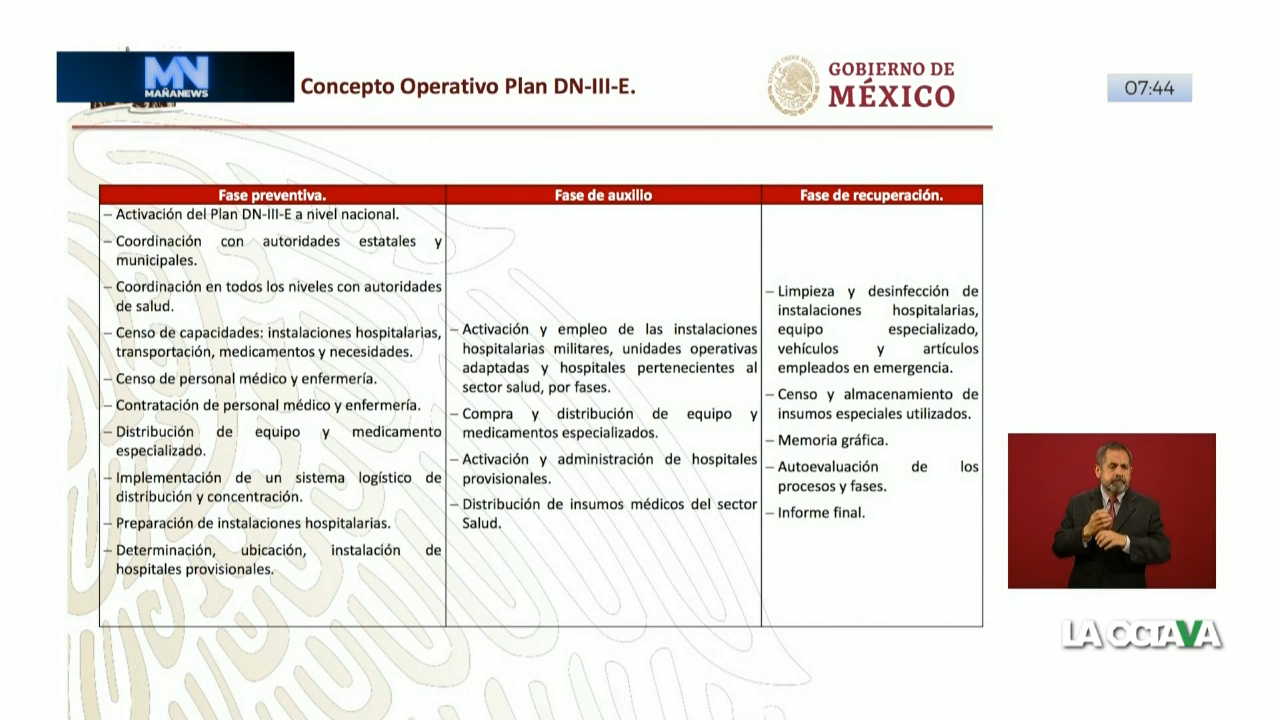 MN
MAÑANEWS
Concepto Operativo Plan DN-III-E.
GOBIERNO DE
MÉXICO
07:44
Fase preventiva.
– Activación del Plan DN-III-E a nivel nacional.
– Coordinación con autoridades estatales y
municipales.
– Coordinación en todos los niveles con autoridades
de salud.
– Censo de capacidades: instalaciones hospitalarias,
transportación, medicamentos y necesidades.
– Censo de personal médico y enfermería.
– Contratación de personal médico y enfermería.
– Distribución de equipo y medicamento
especializado.
– Implementación de un sistema logístico de
distribución y concentración.
– Preparación de instalaciones hospitalarias.
– Determinación, ubicación, instalación de
hospitales provisionales.
Fase de auxilio
– Activación y empleo de las instalaciones
hospitalarias militares, unidades operativas
adaptadas y hospitales pertenecientes al
sector salud, por fases.
– Compra y distribución de equipo y
medicamentos especializados.
– Activación y administración de hospitales
provisionales.
– Distribución de insumos médicos del sector
Salud.
Fase de recuperación.
– Limpieza y desinfección de
instalaciones hospitalarias,
equipo especializado,
vehículos y artículos
empleados en emergencia.
– Censo y almacenamiento de
insumos especiales utilizados.
– Memoria gráfica.
– Autoevaluación de los
procesos y fases.
– Informe final.
LA OCTAVA